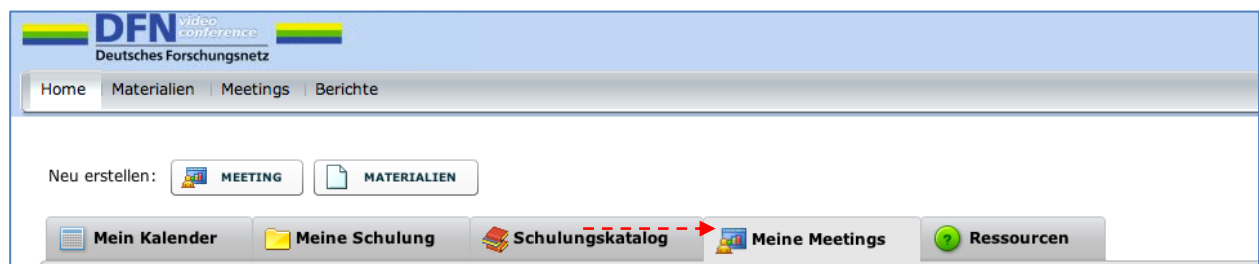 DFN video
conference
Deutsches Forschungsnetz
Home Materialien Meetings Berichte
Neu erstellen: MEETING MATERIALIEN
Mein Kalender Meine Schulung Schulungskatalog Meine Meetings ? Ressourcen